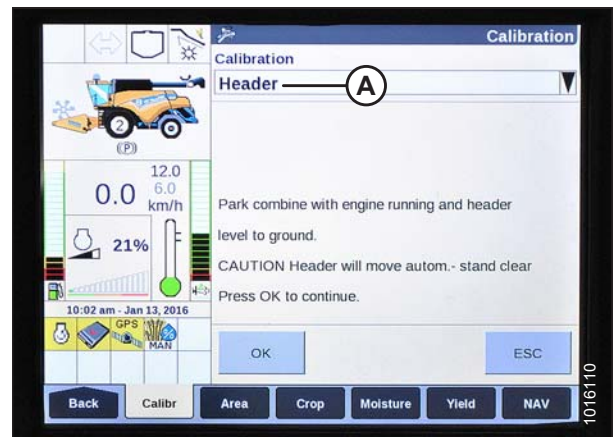 Calibration
Calibration
Header
A
2
(P)
12.0
6.0
0.0 km/h
21%
Park combine with engine running and header
level to ground.
CAUTION Header will move autom.- stand clear
Press OK to continue.
10:02 am - Jan 13, 2016
GPS
MAN
OK
ESC
Back
Calibr
Area
Crop
Moisture
Yield
NAV
1016110